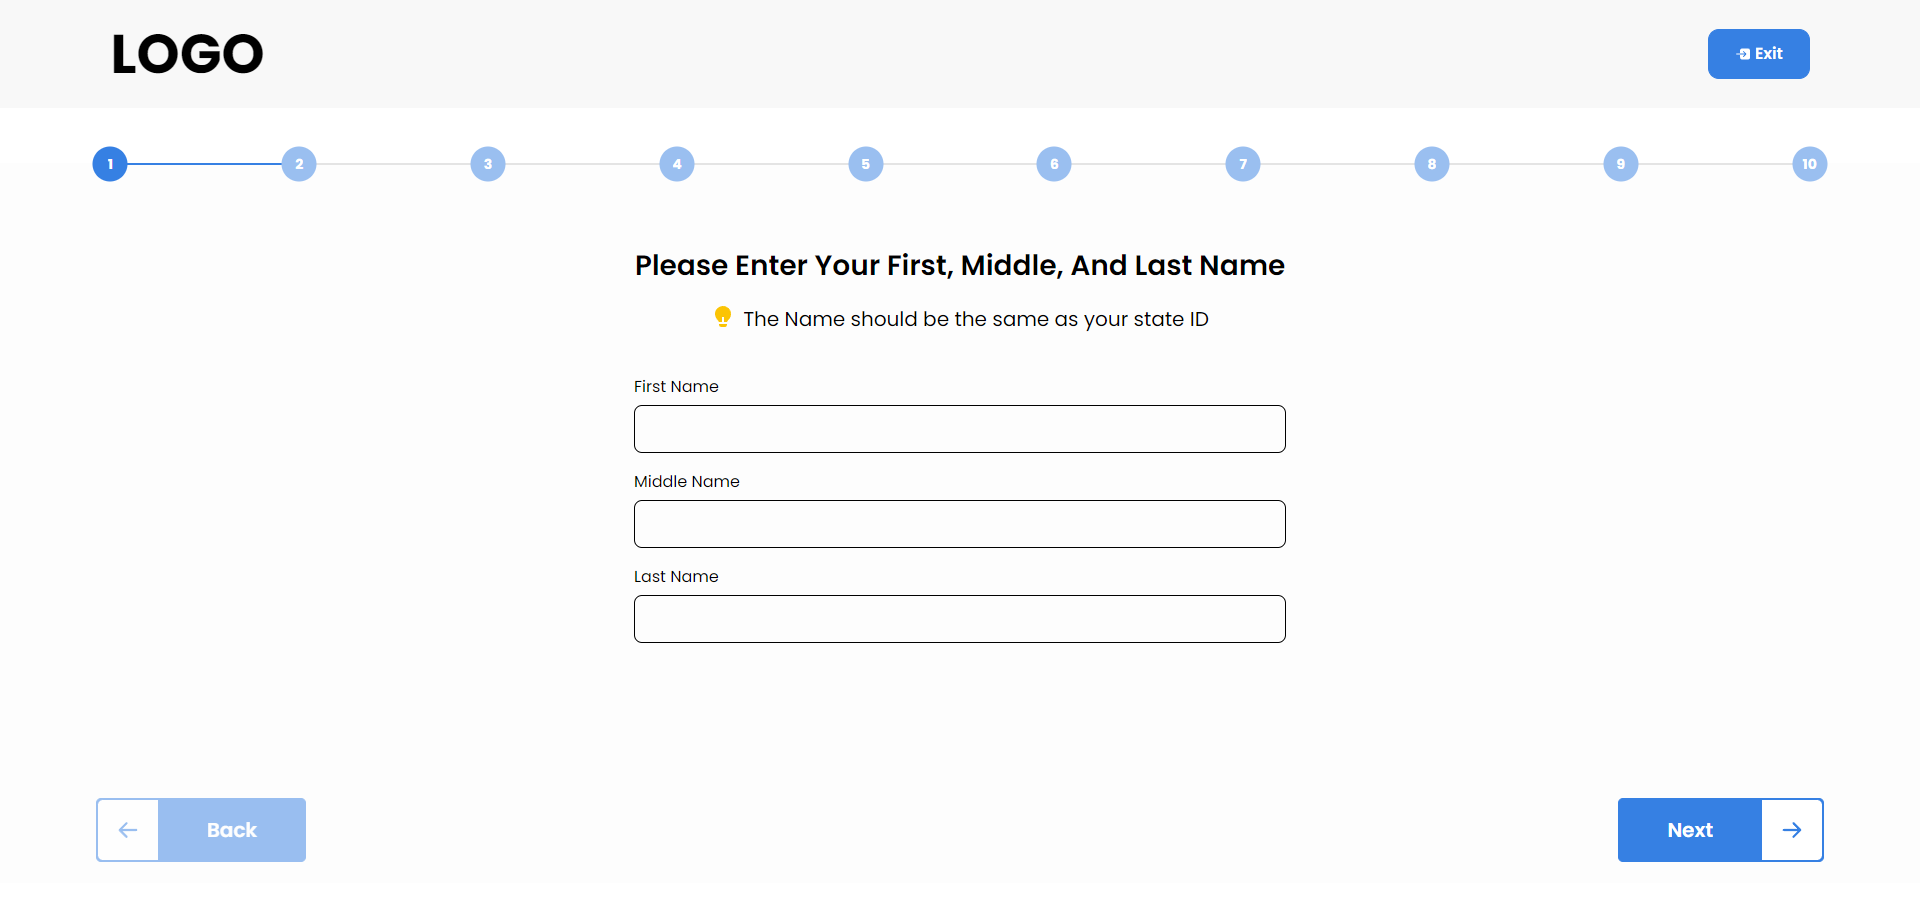 LOGO
Exit
1 2 3 4 5 6 7 8 9 10
Please Enter Your First, Middle, And Last Name
The Name should be the same as your state ID
First Name
Middle Name
Last Name
Back
Next